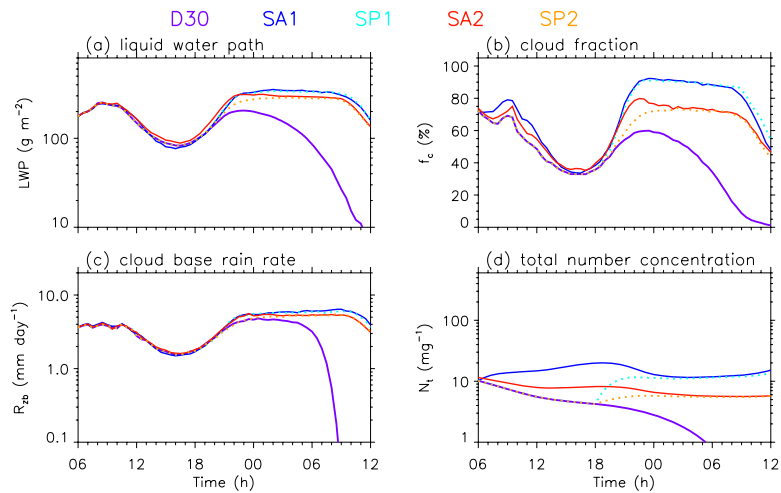 D30 SA1 SP1 SA2 SP2
(a) liquid water path
(b) cloud fraction
LWP (g m⁻²)
100
10
f_c (%)
100
80
60
40
20
0
(c) cloud base rain rate
(d) total number concentration
R_zb (mm day⁻¹)
10.0
1.0
0.1
06 12 18 00 06 12
Time (h)
N_t (mg⁻¹)
100
10
1
06 12 18 00 06 12
Time (h)